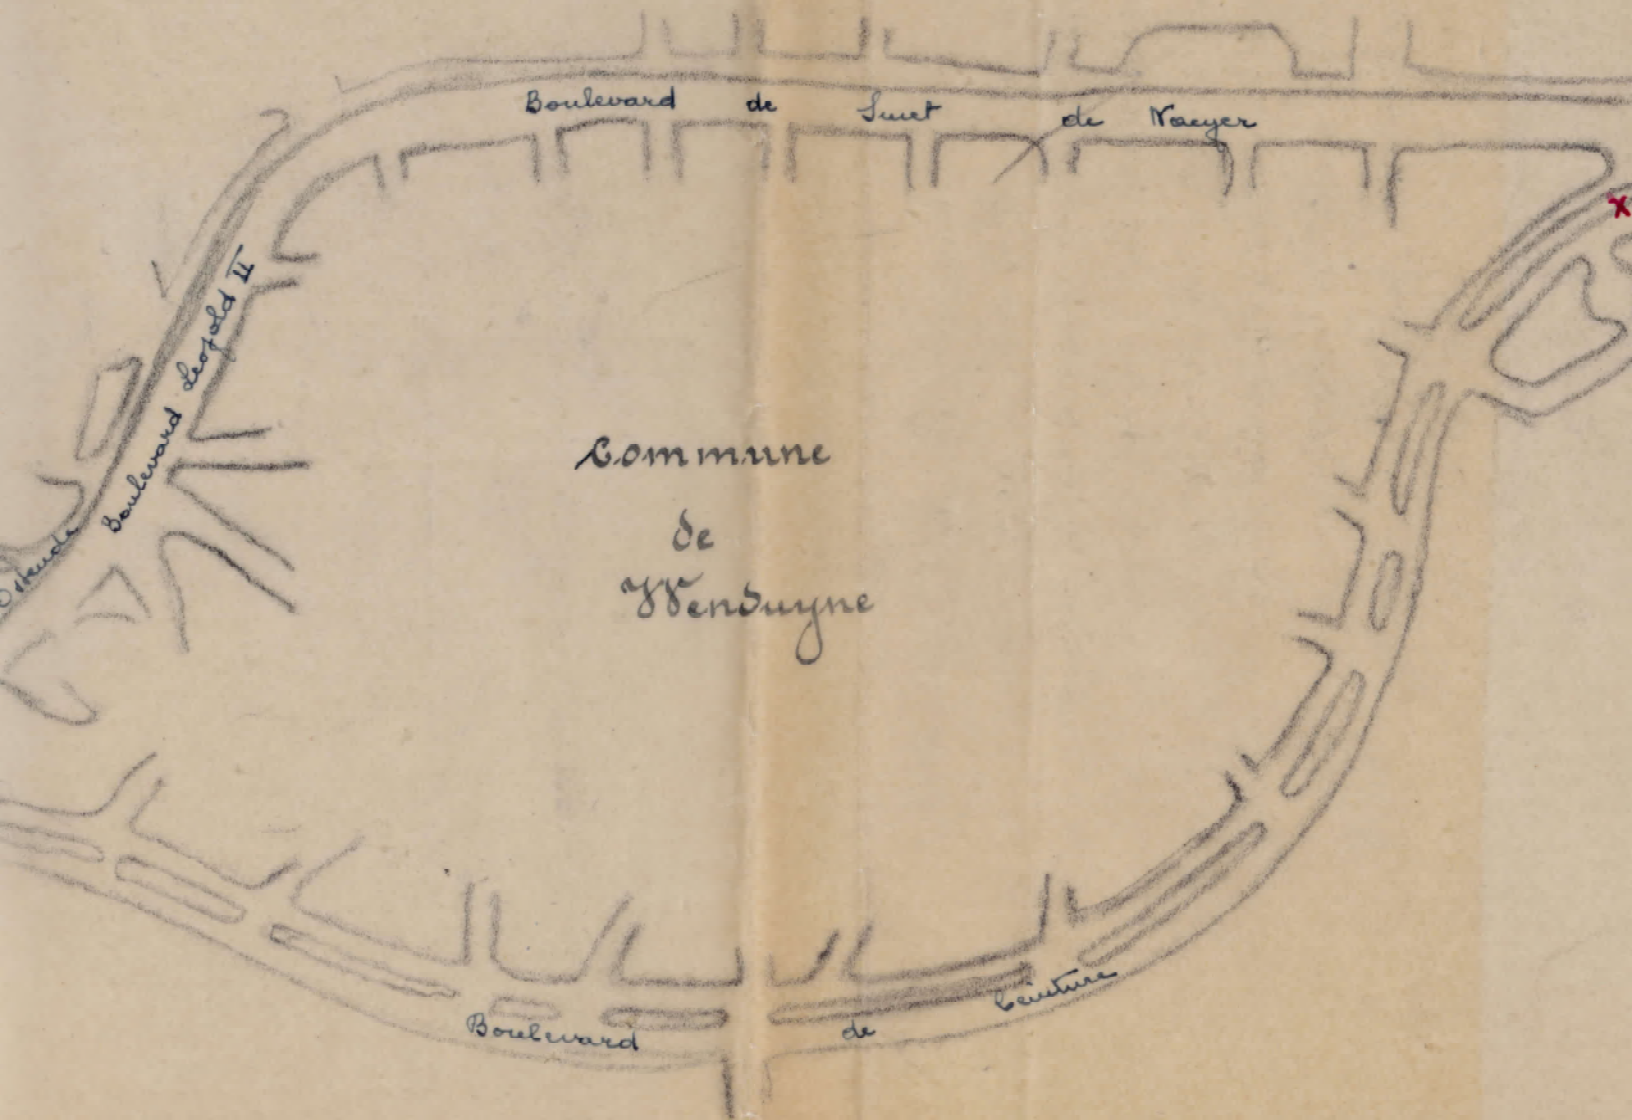 Boulevard de Smet de Naeyer
x
Boulevard Leopold II
Ostende
Commune
de
Wenduyne
Boulevard de Ceinture